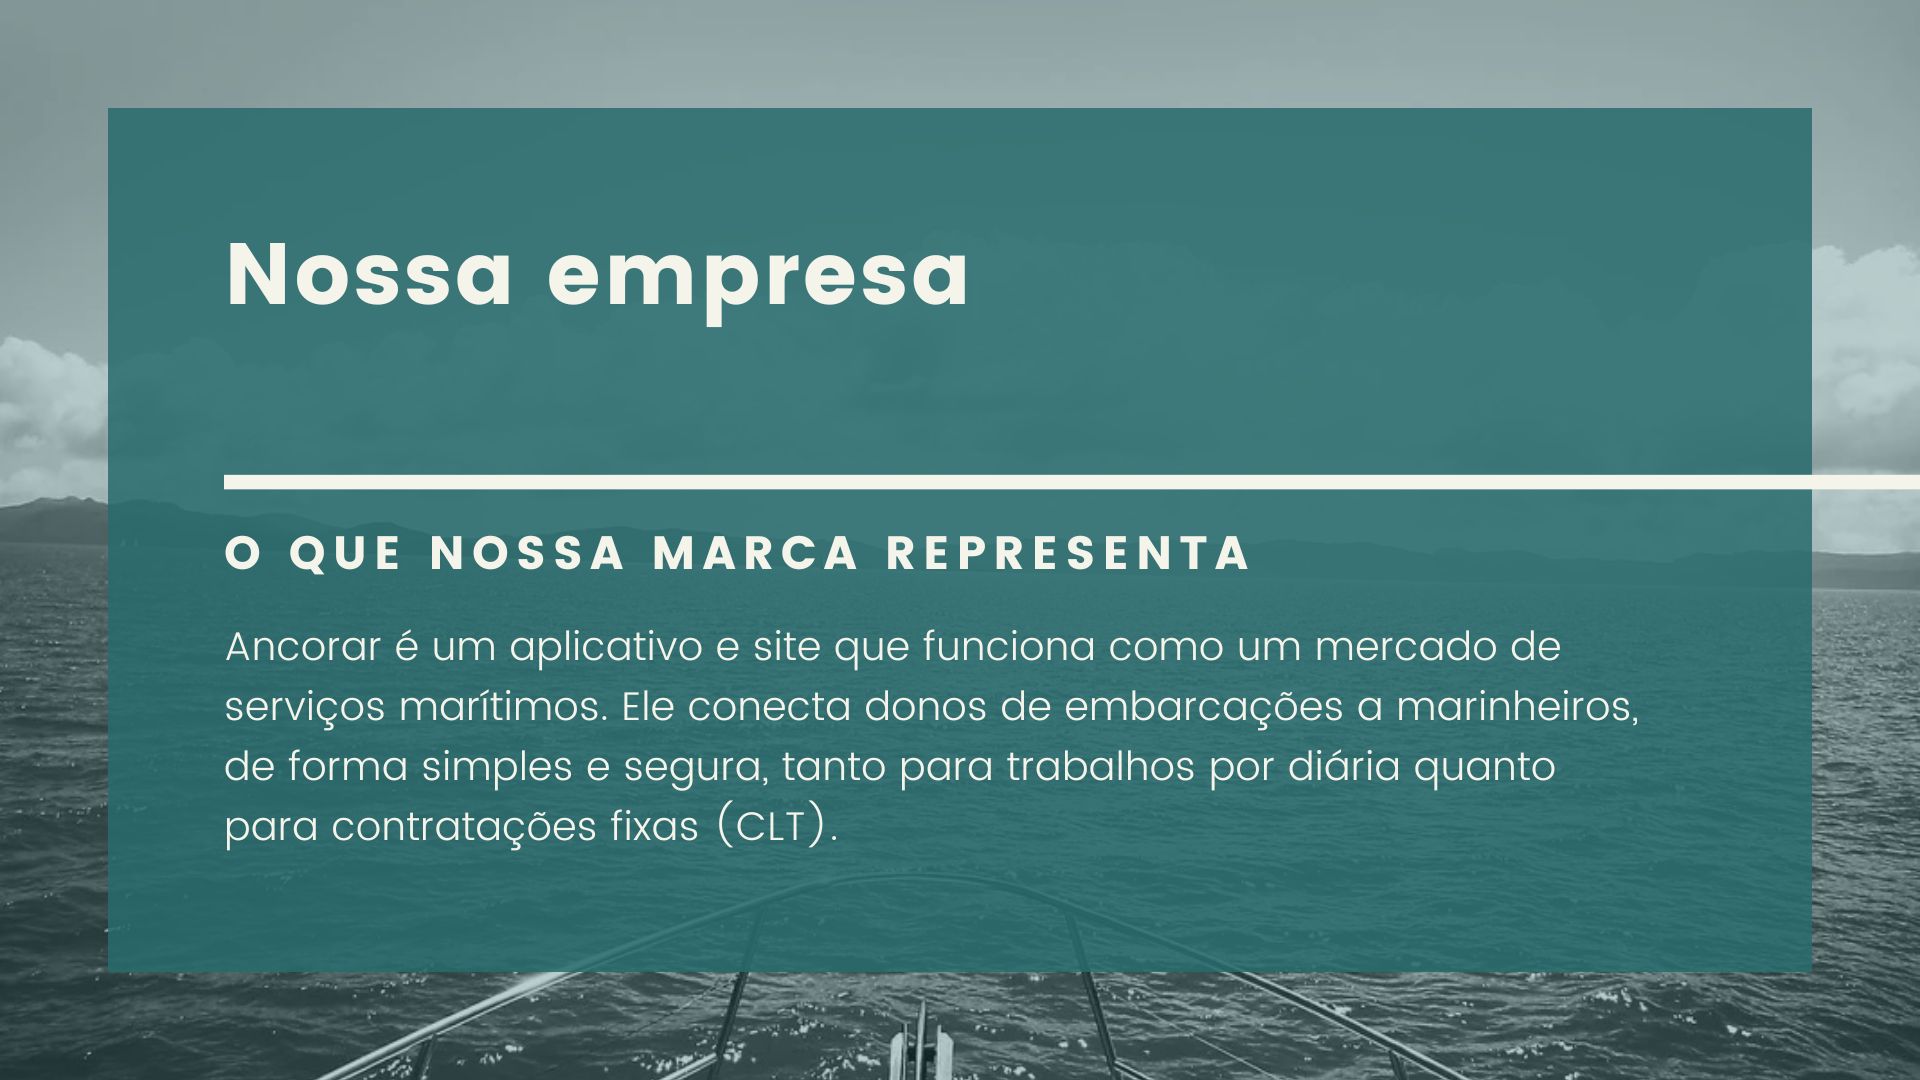 Nossa empresa
O QUE NOSSA MARCA REPRESENTA
Ancorar é um aplicativo e site que funciona como um mercado de
serviços marítimos. Ele conecta donos de embarcações a marinheiros,
de forma simples e segura, tanto para trabalhos por diária quanto
para contratações fixas (CLT).